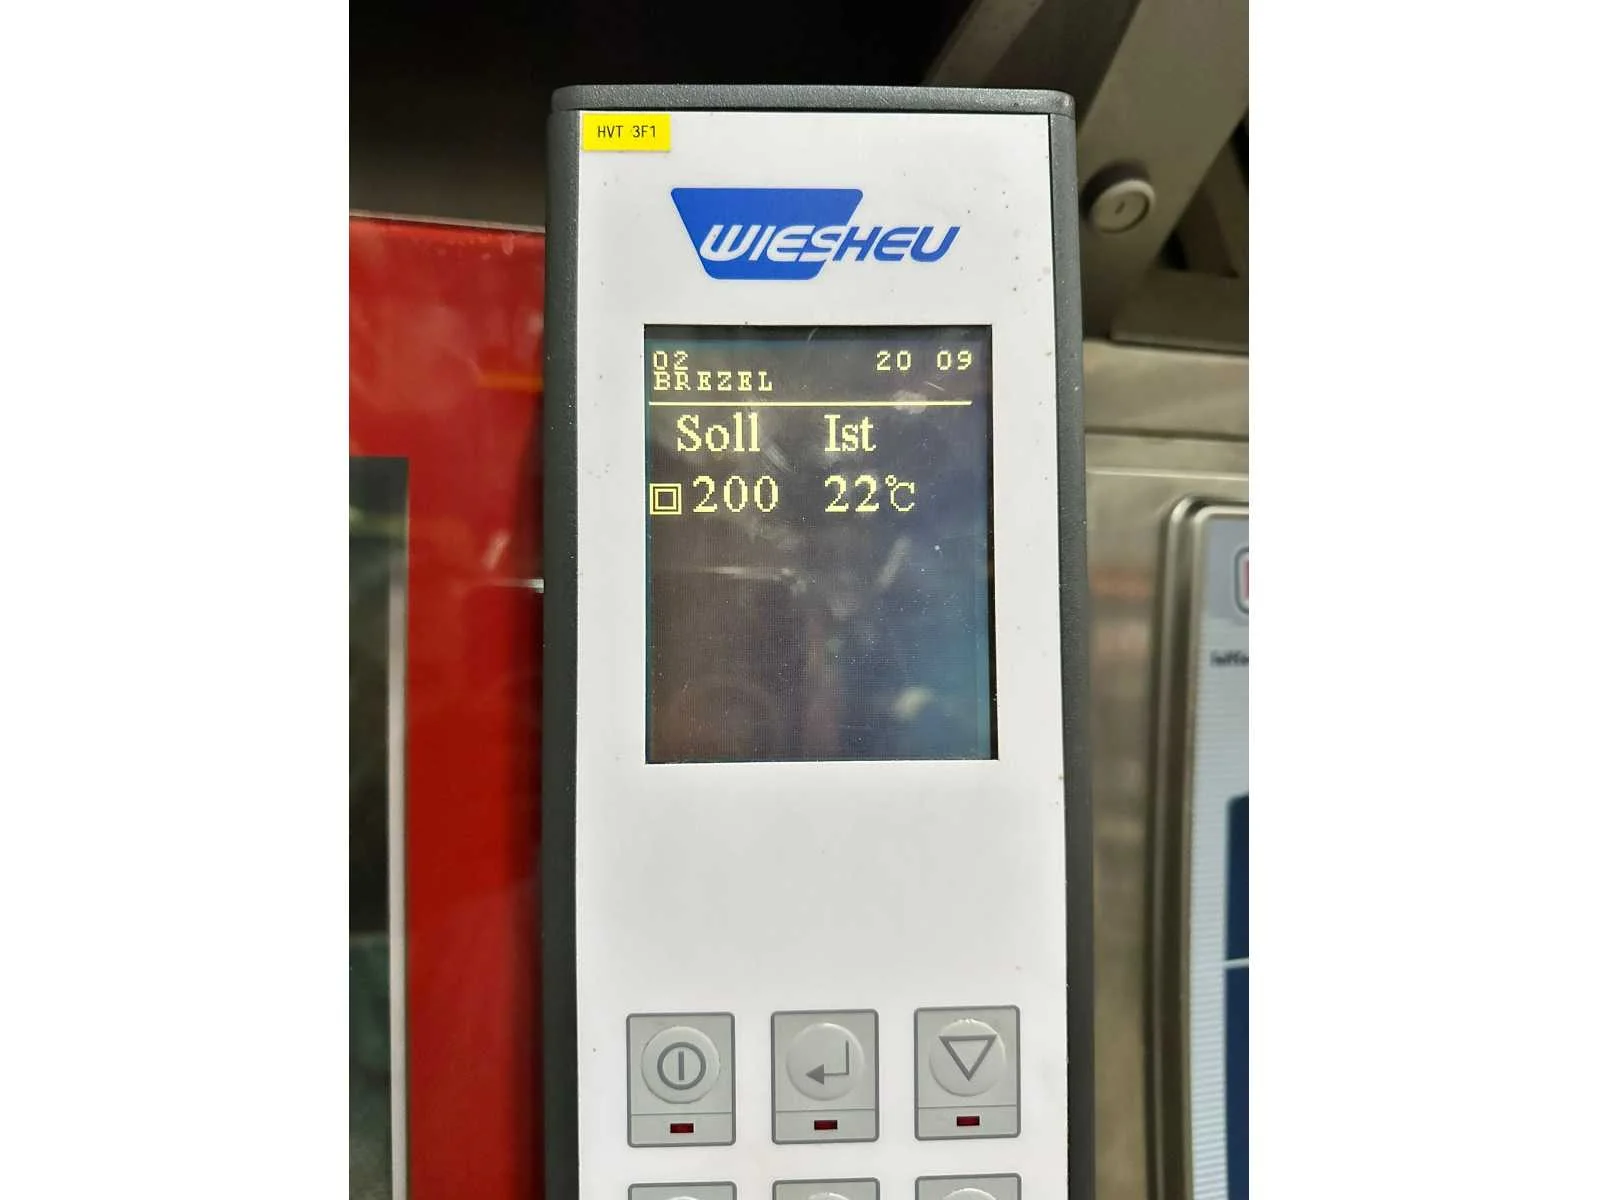 HVT 3F1
WIESHEU
02 20 09
BREZEL
Soll Ist
200 22°C